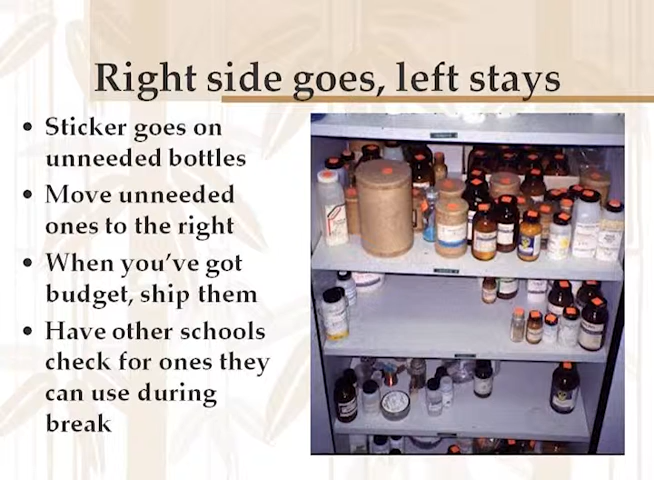 Right side goes, left stays
• Sticker goes on
unneeded bottles
• Move unneeded
ones to the right
• When you've got
budget, ship them
• Have other schools
check for ones they
can use during
break